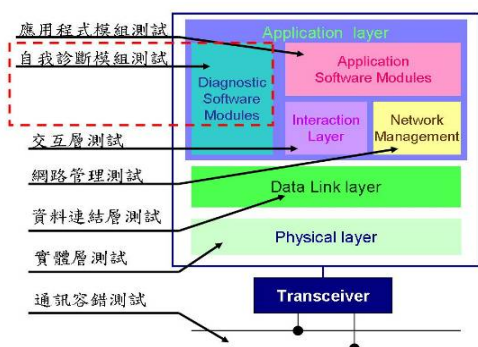 應用程式模組測試
自我診斷模組測試
交互層測試
網路管理測試
資料連結層測試
實體層測試
通訊容錯測試
Application layer
Diagnostic
Software
Modules
Application
Software Modules
Interaction
Layer
Network
Management
Data Link layer
Physical layer
Transceiver